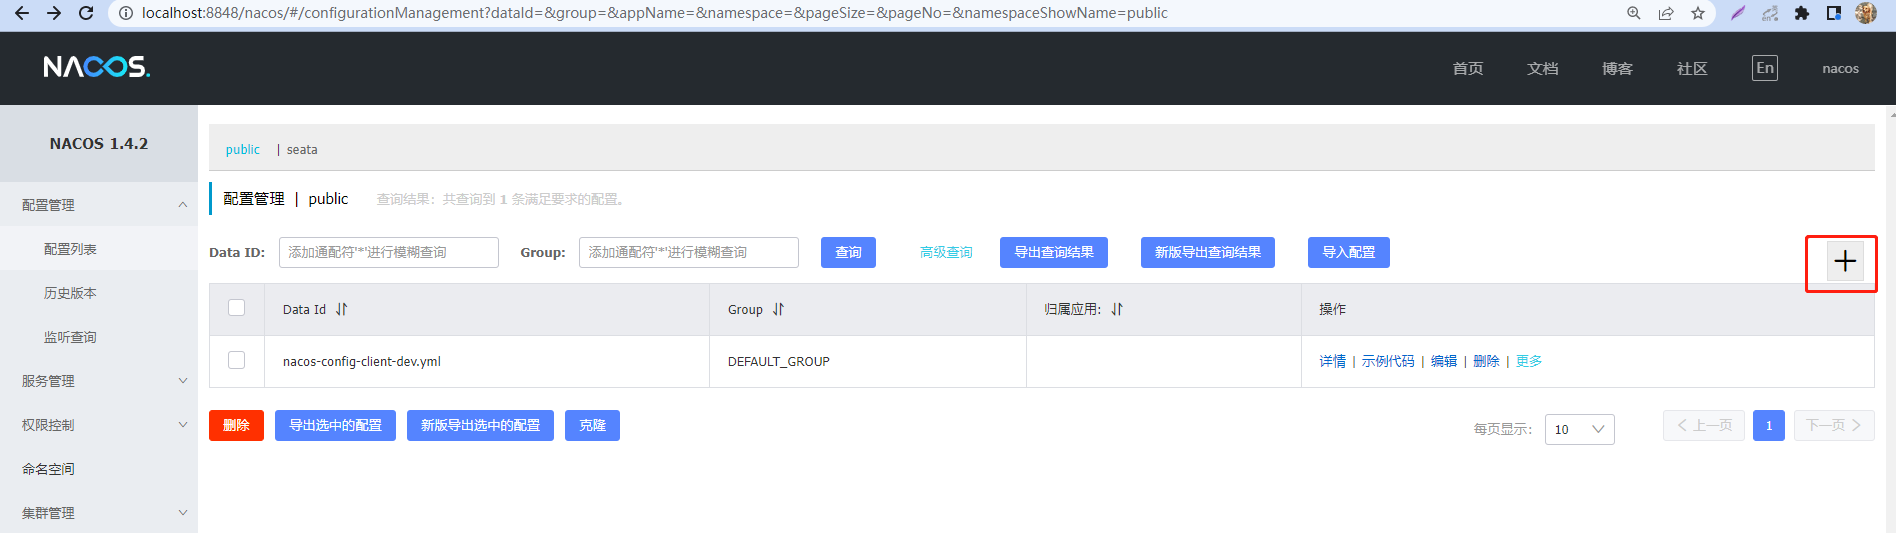 localhost:8848/nacos/#/configurationManagement?dataId=&group=&appName=&namespace=&pageSize=&pageNo=&namespaceShowName=public
NACOS.
首页 文档 博客 社区 En nacos
NACOS 1.4.2
配置管理
配置列表
历史版本
监听查询
服务管理
权限控制
命名空间
集群管理
public | seata
配置管理 | public 查询结果：共查询到 1 条满足要求的配置。
Data ID: 添加通配符'*'进行模糊查询 Group: 添加通配符'*'进行模糊查询 查询 高级查询 导出查询结果 新版导出查询结果 导入配置
Data Id Group 归属应用: 操作
nacos-config-client-dev.yml DEFAULT_GROUP 详情 | 示例代码 | 编辑 | 删除 | 更多
删除 导出选中的配置 新版导出选中的配置 克隆 每页显示: 10 上一页 1 下一页